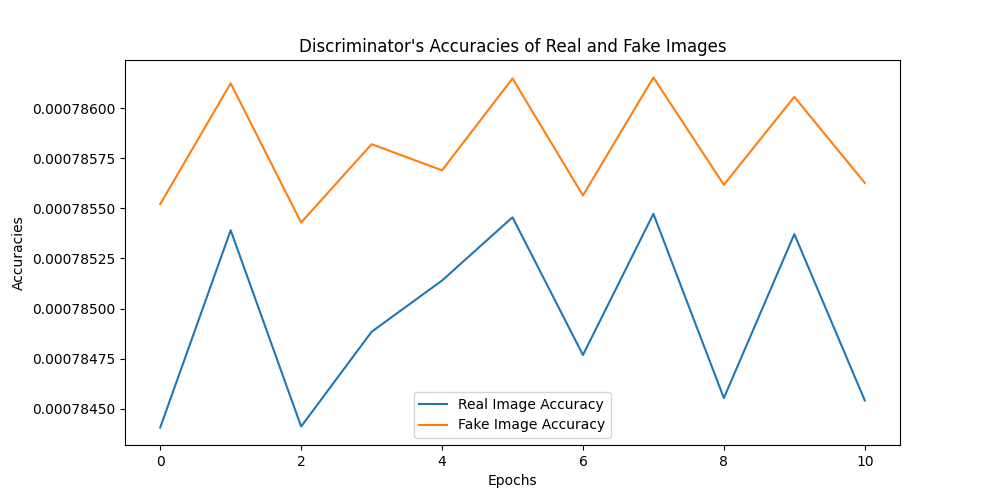 Discriminator's Accuracies of Real and Fake Images
Accuracies
0.00078600
0.00078575
0.00078550
0.00078525
0.00078500
0.00078475
0.00078450
Real Image Accuracy
Fake Image Accuracy
0 2 4 6 8 10
Epochs